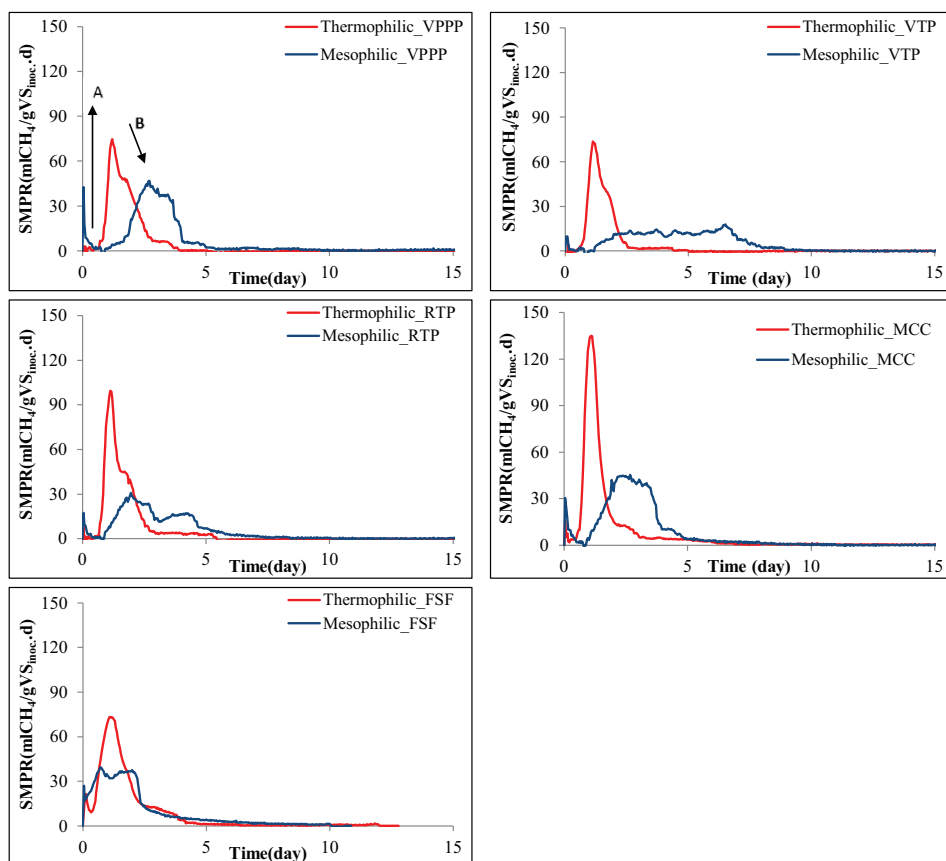 Thermophilic_VPPP
Mesophilic_VPPP
A
B
SMPR(mlCH4/gVSinoc..d)
150
120
90
60
30
0
0 5 10 15
Time(day)
Thermophilic_VTP
Mesophilic_VTP
SMPR(mlCH4/gVSinoc..d)
150
120
90
60
30
0
0 5 10 15
Time (day)
Thermophilic_RTP
Mesophilic_RTP
SMPR(mlCH4/gVSinoc..d)
150
120
90
60
30
0
0 5 10 15
Time(day)
Thermophilic_MCC
Mesophilic_MCC
SMPR(mlCH4/gVSinoc..d)
150
120
90
60
30
0
0 5 10 15
Time (day)
Thermophilic_FSF
Mesophilic_FSF
SMPR(mlCH4/gVSinoc..d)
150
120
90
60
30
0
0 5 10 15
Time(day)